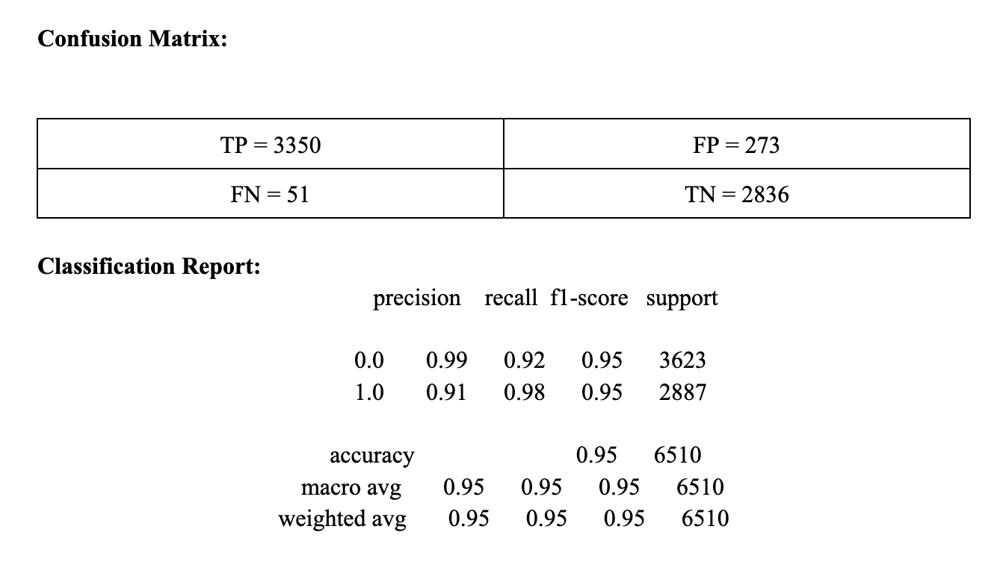 Confusion Matrix:
TP = 3350 FP = 273
FN = 51 TN = 2836
Classification Report:
precision recall f1-score support
0.0 0.99 0.92 0.95 3623
1.0 0.91 0.98 0.95 2887
accuracy 0.95 6510
macro avg 0.95 0.95 0.95 6510
weighted avg 0.95 0.95 0.95 6510